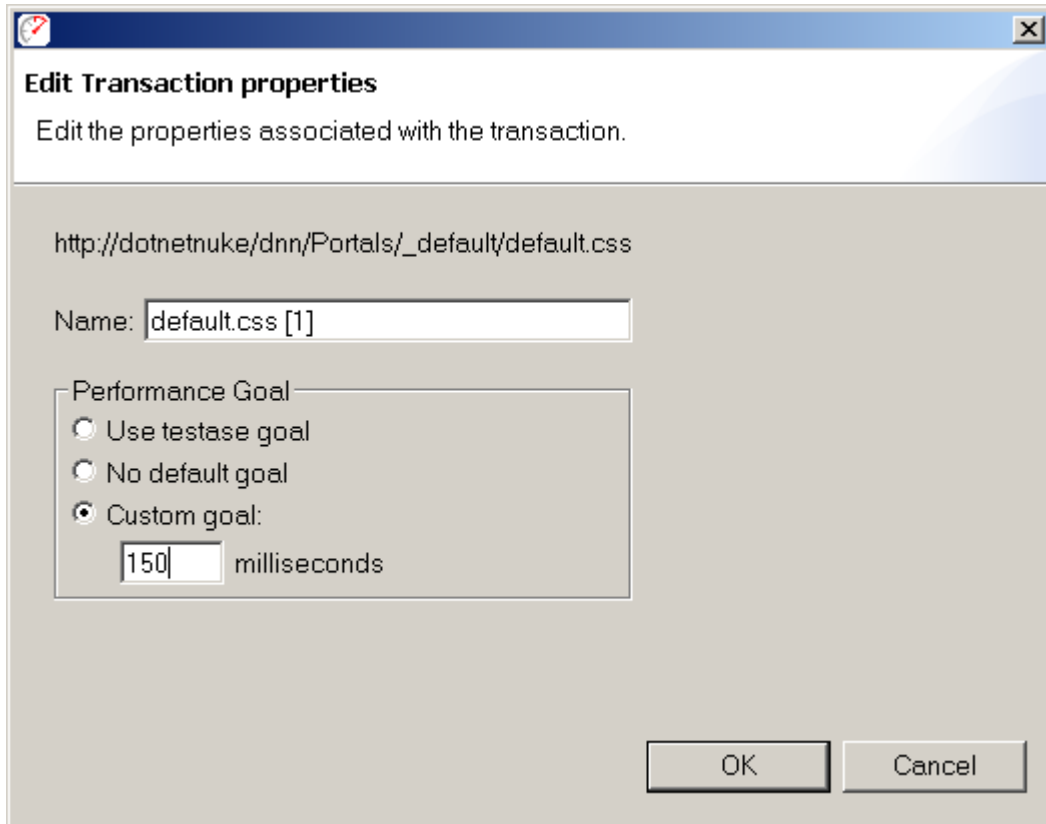 Edit Transaction properties
Edit the properties associated with the transaction.
http://dotnetnuke/dnn/Portals/_default/default.css
Name: default.css [1]
Performance Goal
Use testase goal
No default goal
Custom goal:
150 milliseconds
OK Cancel